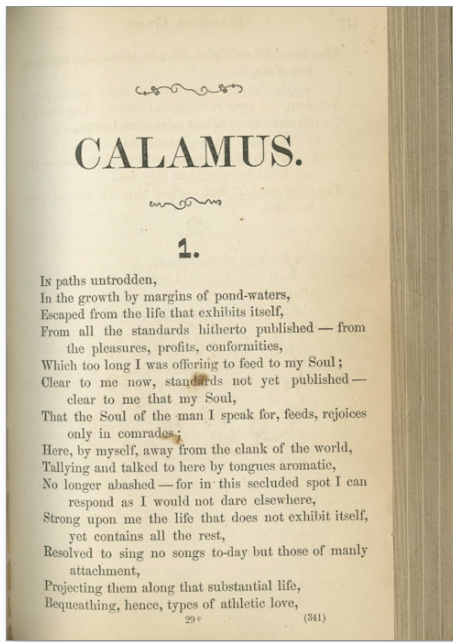 CALAMUS.
1.
In paths untrodden,
In the growth by margins of pond-waters,
Escaped from the life that exhibits itself,
From all the standards hitherto published — from
the pleasures, profits, conformities,
Which too long I was offering to feed to my Soul;
Clear to me now, standards not yet published —
clear to me that my Soul,
That the Soul of the man I speak for, feeds, rejoices
only in comrades;
Here, by myself, away from the clank of the world,
Tallying and talked to here by tongues aromatic,
No longer abashed — for in this secluded spot I can
respond as I would not dare elsewhere,
Strong upon me the life that does not exhibit itself,
yet contains all the rest,
Resolved to sing no songs to-day but those of manly
attachment,
Projecting them along that substantial life,
Bequeathing, hence, types of athletic love,
29* (341)